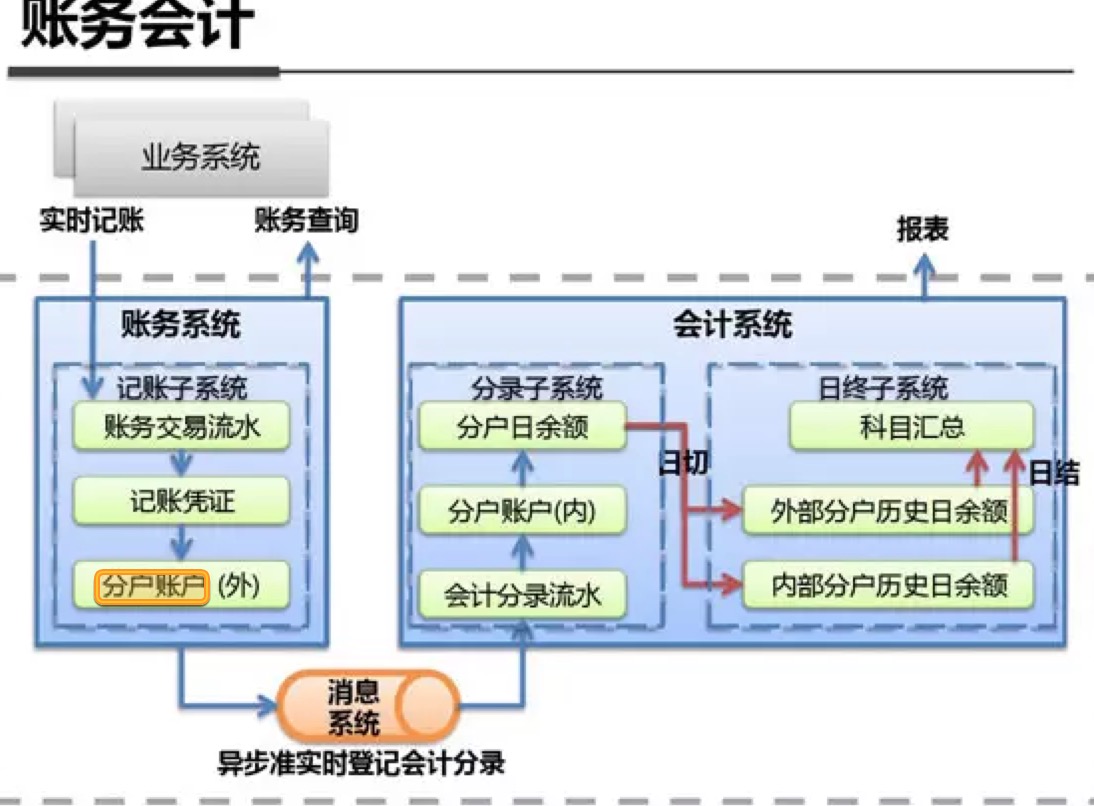 账务会计
业务系统
实时记账
账务查询
报表
账务系统
记账子系统
账务交易流水
记账凭证
分户账户 (外)
会计系统
分录子系统
分户日余额
分户账户(内)
会计分录流水
日切
日终子系统
科目汇总
日结
外部分户历史日余额
内部分户历史日余额
消息
系统
异步准实时登记会计分录